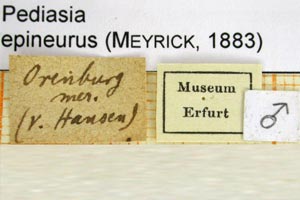 Pediasia
epineurus (MEYRICK, 1883)
Orenburg
mer.
(v. Hansen)
Museum
Erfurt
♂